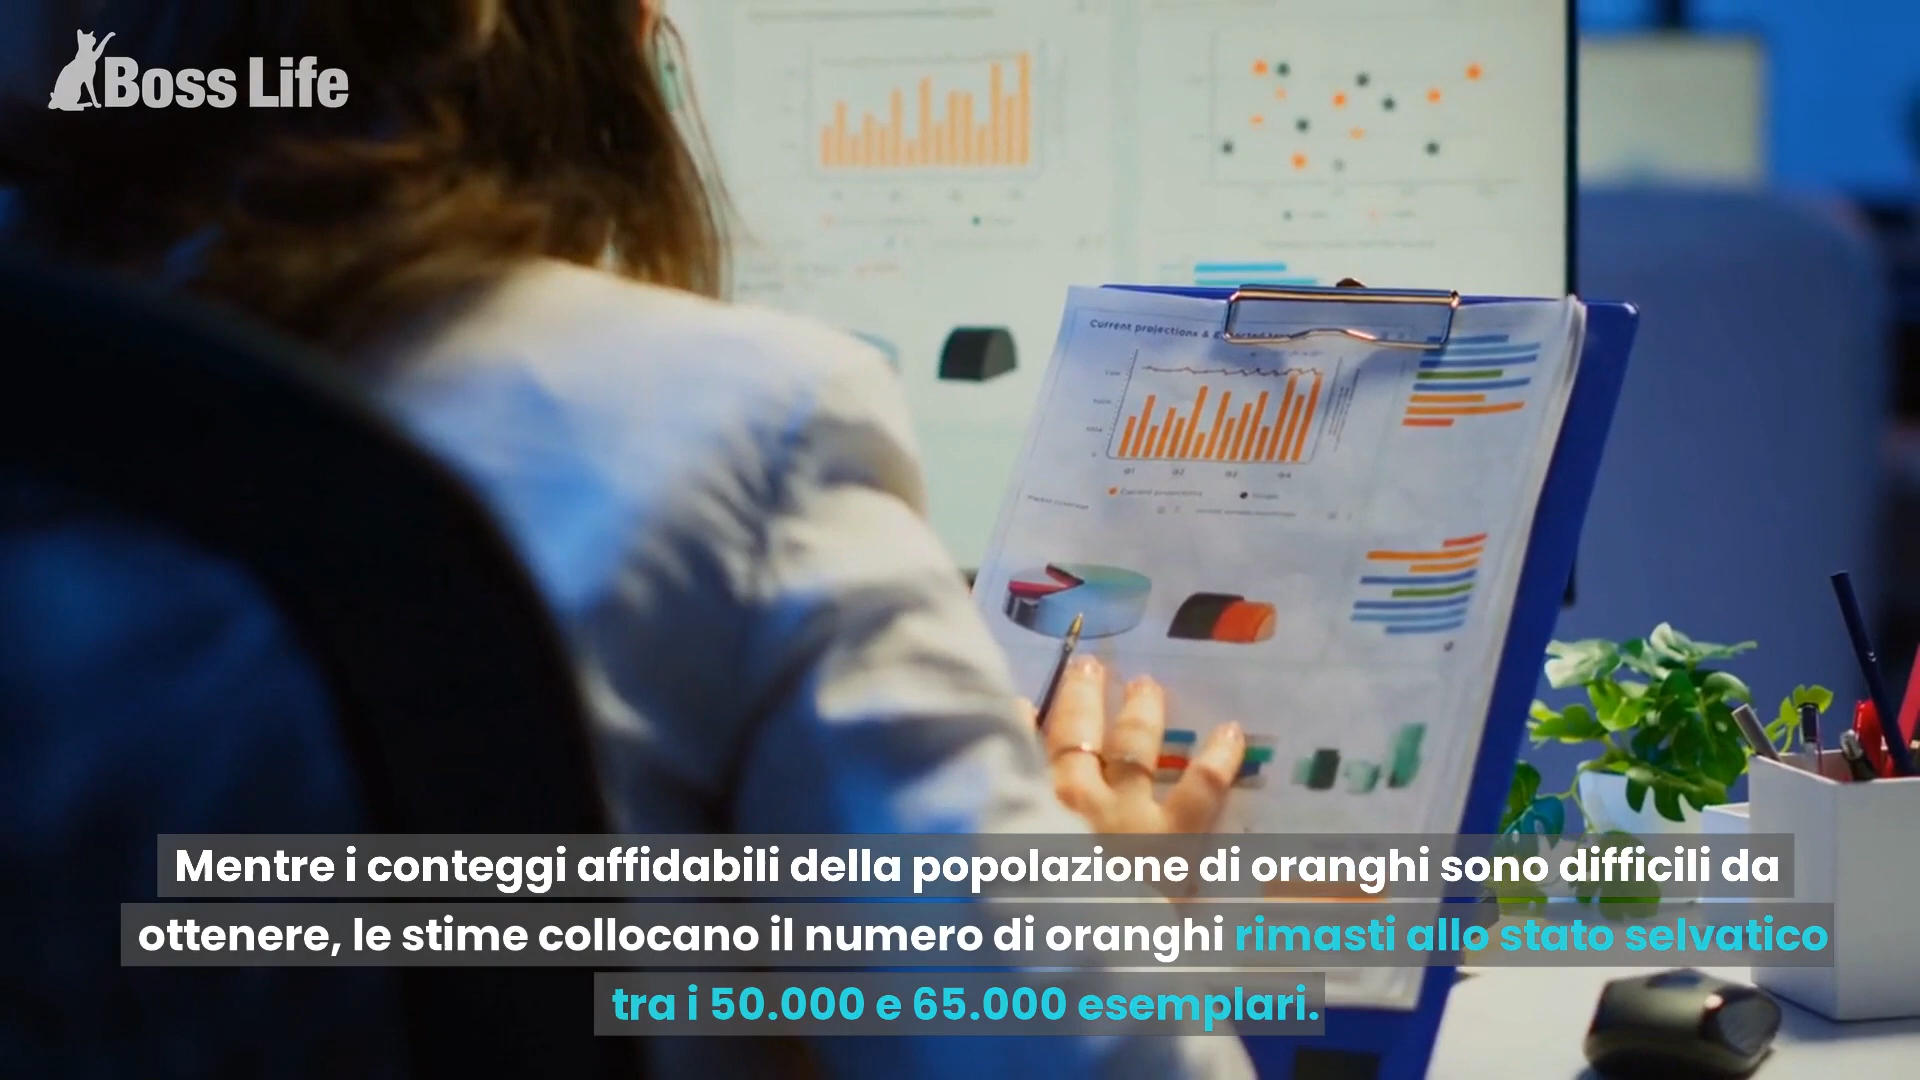 Boss Life
Current projections &
Mentre i conteggi affidabili della popolazione di oranghi sono difficili da
ottenere, le stime collocano il numero di oranghi rimasti allo stato selvatico
tra i 50.000 e 65.000 esemplari.